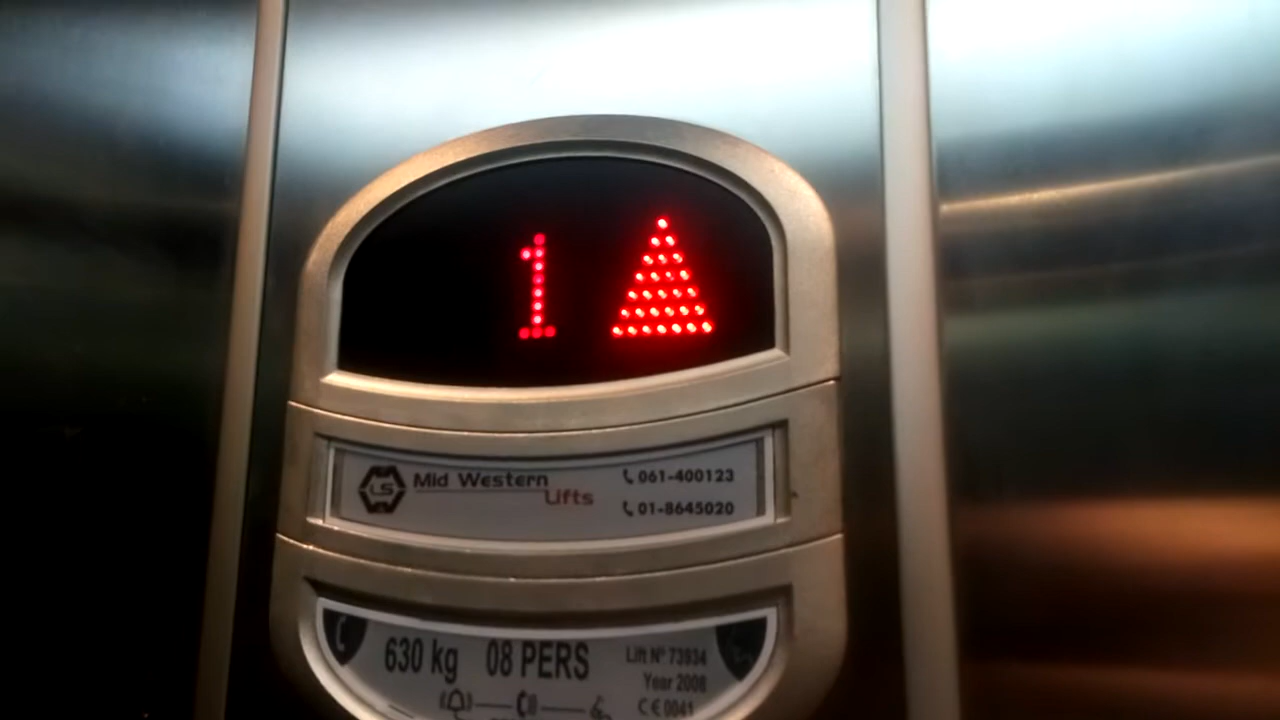 1
LS Mid Western Lifts
061-400123
01-8645020
630 kg 08 PERS
Lift Nº 73934
Year 2008
CE 0041